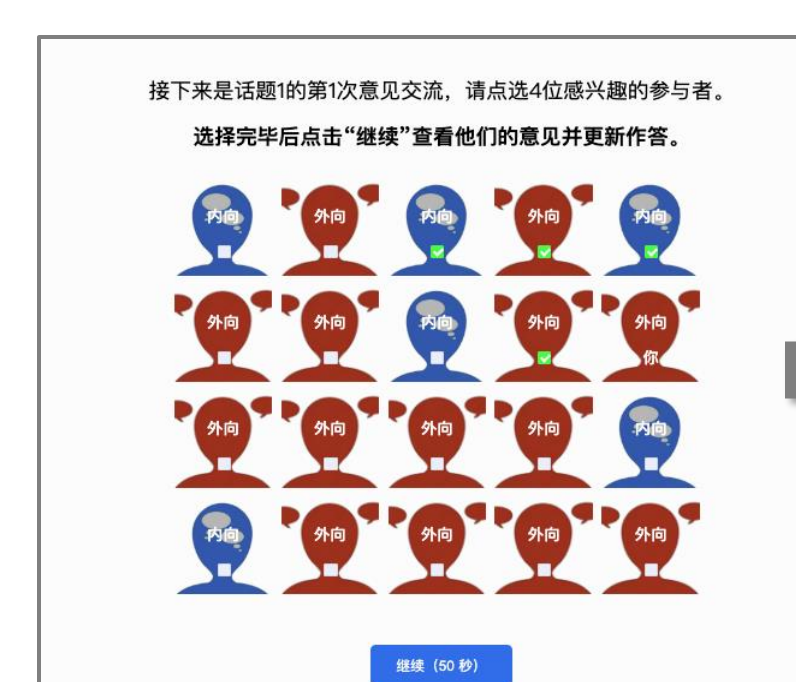 接下来是话题1的第1次意见交流，请点选4位感兴趣的参与者。
选择完毕后点击“继续”查看他们的意见并更新作答。
内向 外向 内向 外向 内向
外向 外向 内向 外向 外向
你
外向 外向 外向 外向 内向
内向 外向 外向 外向 外向
继续（50 秒）